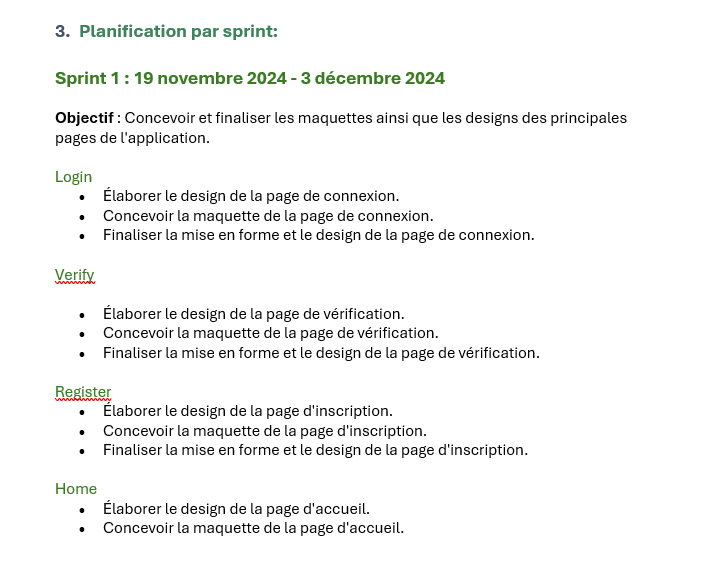 3. Planification par sprint:
Sprint 1 : 19 novembre 2024 - 3 décembre 2024
Objectif : Concevoir et finaliser les maquettes ainsi que les designs des principales
pages de l'application.
Login
• Élaborer le design de la page de connexion.
• Concevoir la maquette de la page de connexion.
• Finaliser la mise en forme et le design de la page de connexion.
Verify
• Élaborer le design de la page de vérification.
• Concevoir la maquette de la page de vérification.
• Finaliser la mise en forme et le design de la page de vérification.
Register
• Élaborer le design de la page d'inscription.
• Concevoir la maquette de la page d'inscription.
• Finaliser la mise en forme et le design de la page d'inscription.
Home
• Élaborer le design de la page d'accueil.
• Concevoir la maquette de la page d'accueil.